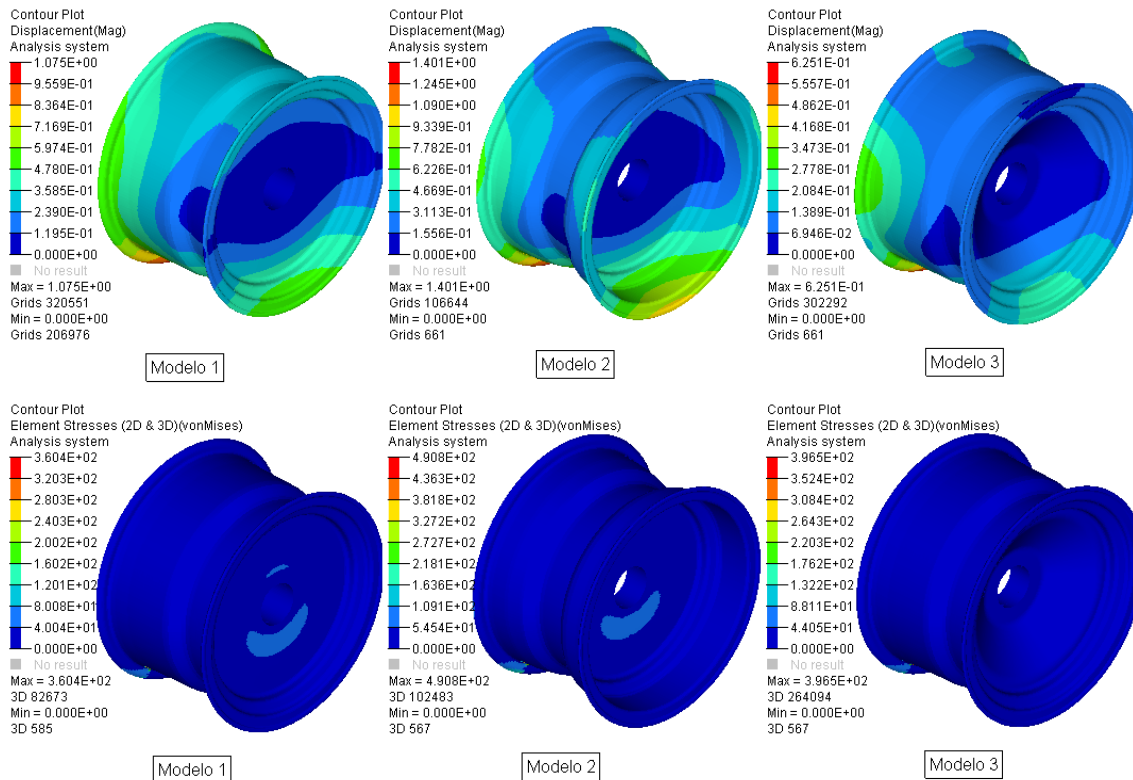 Contour Plot
Displacement(Mag)
Analysis system
1.075E+00
9.559E-01
8.364E-01
7.169E-01
5.974E-01
4.780E-01
3.585E-01
2.390E-01
1.195E-01
0.000E+00
No result
Max = 1.075E+00
Grids 320551
Min = 0.000E+00
Grids 206976
Modelo 1
Contour Plot
Displacement(Mag)
Analysis system
1.401E+00
1.245E+00
1.090E+00
9.339E-01
7.782E-01
6.226E-01
4.669E-01
3.113E-01
1.556E-01
0.000E+00
No result
Max = 1.401E+00
Grids 106644
Min = 0.000E+00
Grids 661
Modelo 2
Contour Plot
Displacement(Mag)
Analysis system
6.251E-01
5.557E-01
4.862E-01
4.168E-01
3.473E-01
2.778E-01
2.084E-01
1.389E-01
6.946E-02
0.000E+00
No result
Max = 6.251E-01
Grids 302292
Min = 0.000E+00
Grids 661
Modelo 3
Contour Plot
Element Stresses (2D & 3D)(vonMises)
Analysis system
3.604E+02
3.203E+02
2.803E+02
2.403E+02
2.002E+02
1.602E+02
1.201E+02
8.008E+01
4.004E+01
0.000E+00
No result
Max = 3.604E+02
3D 82673
Min = 0.000E+00
3D 585
Modelo 1
Contour Plot
Element Stresses (2D & 3D)(vonMises)
Analysis system
4.908E+02
4.363E+02
3.818E+02
3.272E+02
2.727E+02
2.181E+02
1.636E+02
1.091E+02
5.454E+01
0.000E+00
No result
Max = 4.908E+02
3D 102483
Min = 0.000E+00
3D 567
Modelo 2
Contour Plot
Element Stresses (2D & 3D)(vonMises)
Analysis system
3.965E+02
3.524E+02
3.084E+02
2.643E+02
2.203E+02
1.762E+02
1.322E+02
8.811E+01
4.405E+01
0.000E+00
No result
Max = 3.965E+02
3D 264094
Min = 0.000E+00
3D 567
Modelo 3